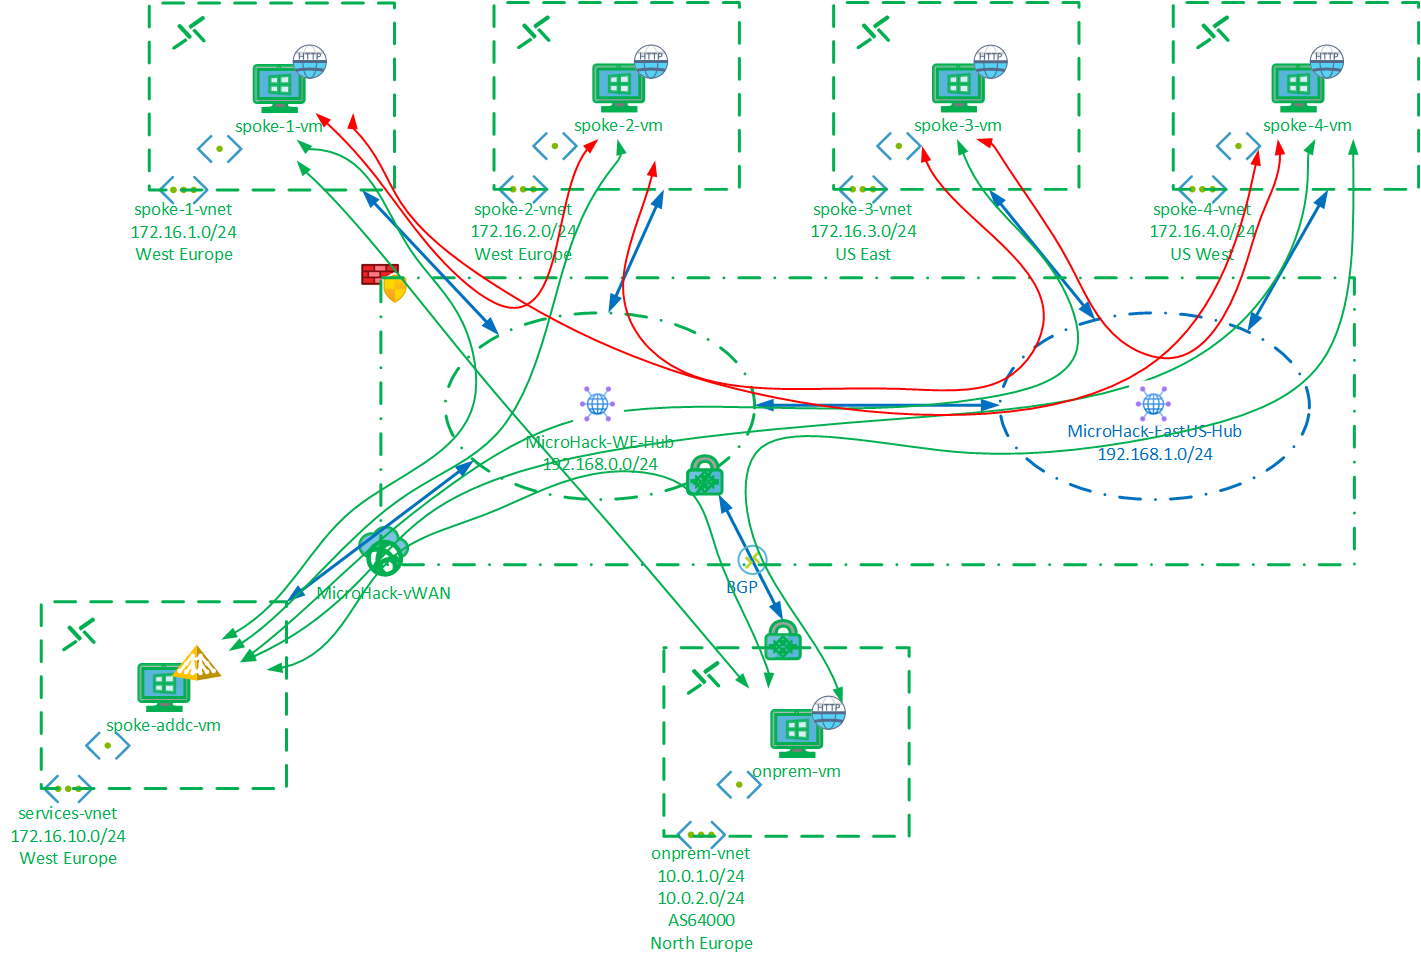 HTTP
HTTP
HTTP
HTTP
spoke-1-vm
spoke-2-vm
spoke-3-vm
spoke-4-vm
spoke-1-vnet
172.16.1.0/24
West Europe
spoke-2-vnet
172.16.2.0/24
West Europe
spoke-3-vnet
172.16.3.0/24
US East
spoke-4-vnet
172.16.4.0/24
US West
MicroHack-WE-Hub
192.168.0.0/24
MicroHack-EastUS-Hub
192.168.1.0/24
MicroHack-vWAN
BGP
spoke-addc-vm
services-vnet
172.16.10.0/24
West Europe
HTTP
onprem-vm
onprem-vnet
10.0.1.0/24
10.0.2.0/24
AS64000
North Europe